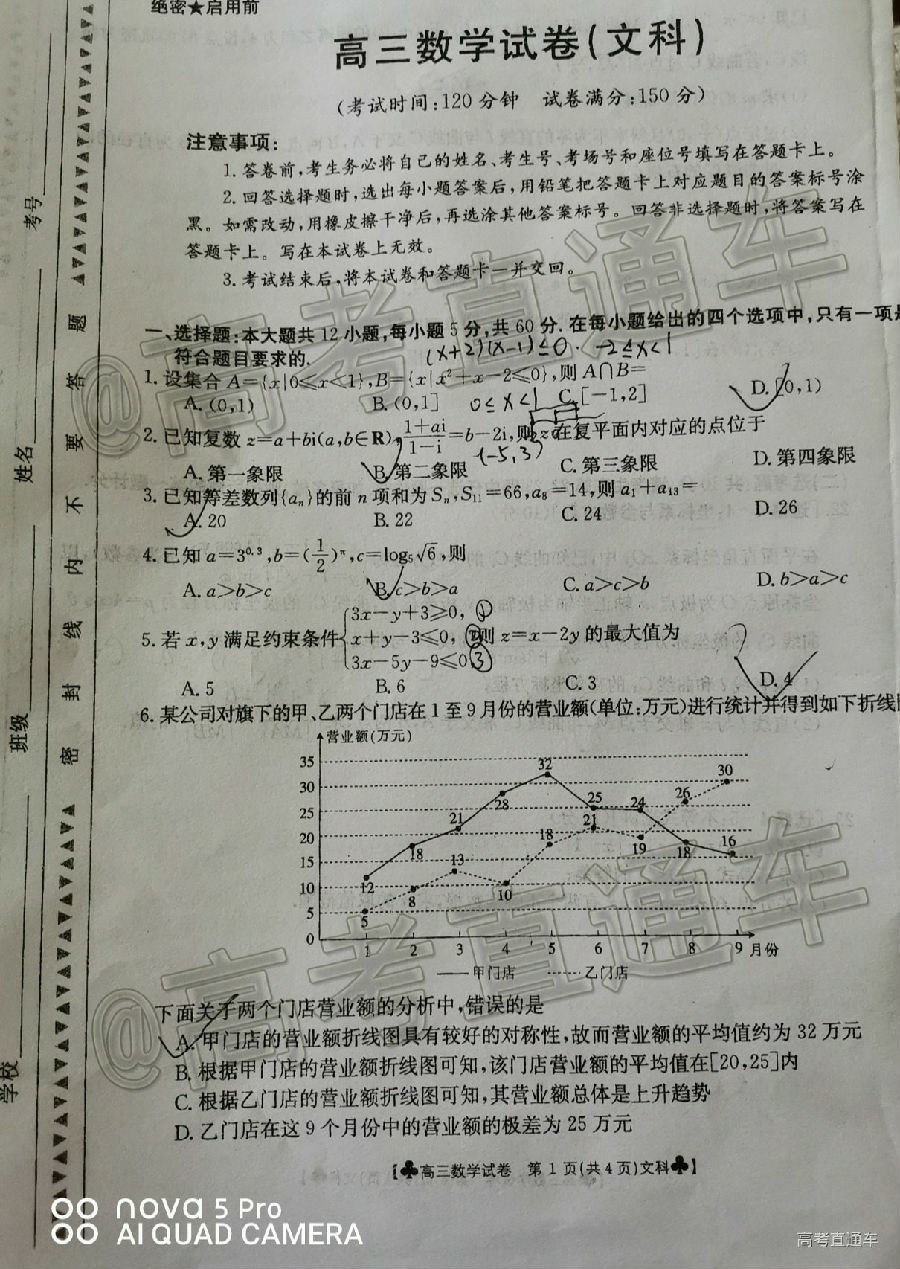 绝密★启用前
高三数学试卷(文科)
(考试时间:120分钟 试卷满分:150分)
注意事项:
1.答卷前,考生务必将自己的姓名、考生号、考场号和座位号填写在答题卡上。
2.回答选择题时,选出每小题答案后,用铅笔把答题卡上对应题目的答案标号涂
黑。如需改动,用橡皮擦干净后,再选涂其他答案标号。回答非选择题时,将答案写在
答题卡上。写在本试卷上无效。
3.考试结束后,将本试卷和答题卡一并交回。
一、选择题:本大题共12小题,每小题5分,共60分.在每小题给出的四个选项中,只有一项是
符合题目要求的.
(x+2)(x-1)≤0. -2≤x<1
1.设集合A={x|0≤x<1},B={x|x²+x-2≤0},则A∩B=
A.(0,1) B.(0,1] C.[-1,2] D.[0,1)
0≤x<1
2.已知复数z=a+bi(a,b∈R),(1+ai)/(1-i)=b-2i,则z在复平面内对应的点位于
(-5,3)
A.第一象限 B.第二象限 C.第三象限 D.第四象限
3.已知等差数列{aₙ}的前n项和为Sₙ,S₁₁=66,a₈=14,则a₁+a₁₈=
A.20 B.22 C.24 D.26
4.已知a=3^0.3,b=(1/2)^π,c=log₅√6,则
A.a>b>c B.c>b>a C.a>c>b D.b>a>c
5.若x,y满足约束条件{3x-y+3≥0, ①
x+y-3≤0, ②则z=x-2y的最大值为
3x-5y-9≤0 ③
A.5 B.6 C.3 D.4
6.某公司对旗下的甲、乙两个门店在1至9月份的营业额(单位:万元)进行统计并得到如下折线
营业额(万元)
35
30
25
20
15
10
5
0
12 18 21 28 32 25 24 18 16
5 8 13 10 18 21 19 26 30
1 2 3 4 5 6 7 8 9 月份
甲门店 乙门店
下面关于两个门店营业额的分析中,错误的是
A.甲门店的营业额折线图具有较好的对称性,故而营业额的平均值约为32万元
B.根据甲门店的营业额折线图可知,该门店营业额的平均值在[20,25]内
C.根据乙门店的营业额折线图可知,其营业额总体是上升趋势
D.乙门店在这9个月份中的营业额的极差为25万元
【♣高三数学试卷 第1页(共4页)文科♣】
学校
班级
姓名
考号
密封线内不要答题
@高考直通车
@高考直通车
nova 5 Pro
AI QUAD CAMERA
高考直通车